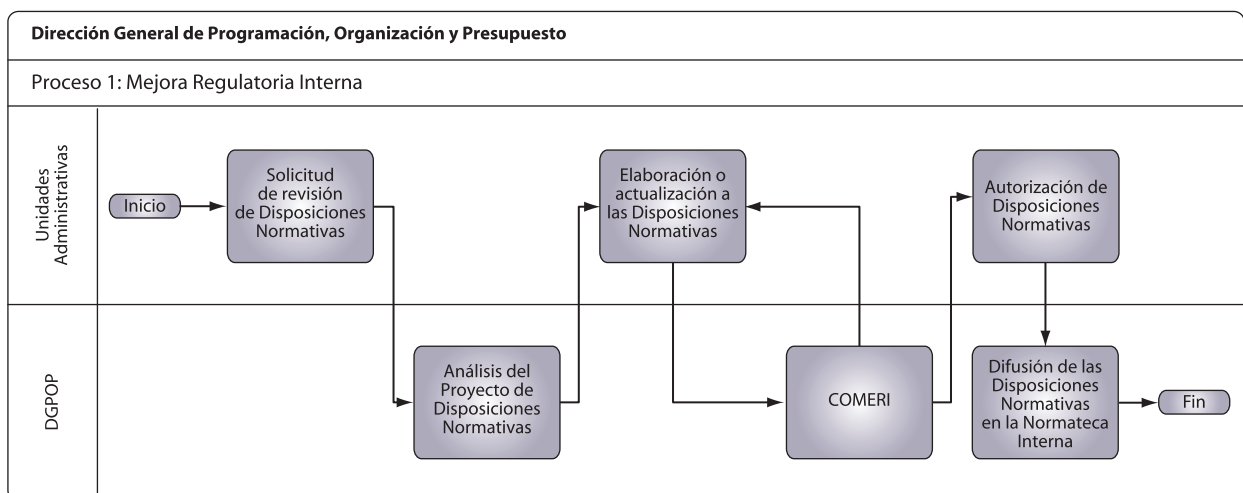 Dirección General de Programación, Organización y Presupuesto
Proceso 1: Mejora Regulatoria Interna
Unidades
Administrativas
Inicio
Solicitud
de revisión
de Disposiciones
Normativas
Elaboración o
actualización a
las Disposiciones
Normativas
Autorización de
Disposiciones
Normativas
DGPOP
Análisis del
Proyecto de
Disposiciones
Normativas
COMERI
Difusión de las
Disposiciones
Normativas
en la Normateca
Interna
Fin